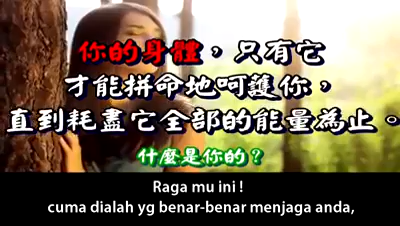 你的身體，只有它
才能拼命地呵護你，
直到耗盡它全部的能量為止。
什麼是你的？
Raga mu ini !
cuma dialah yg benar-benar menjaga anda,